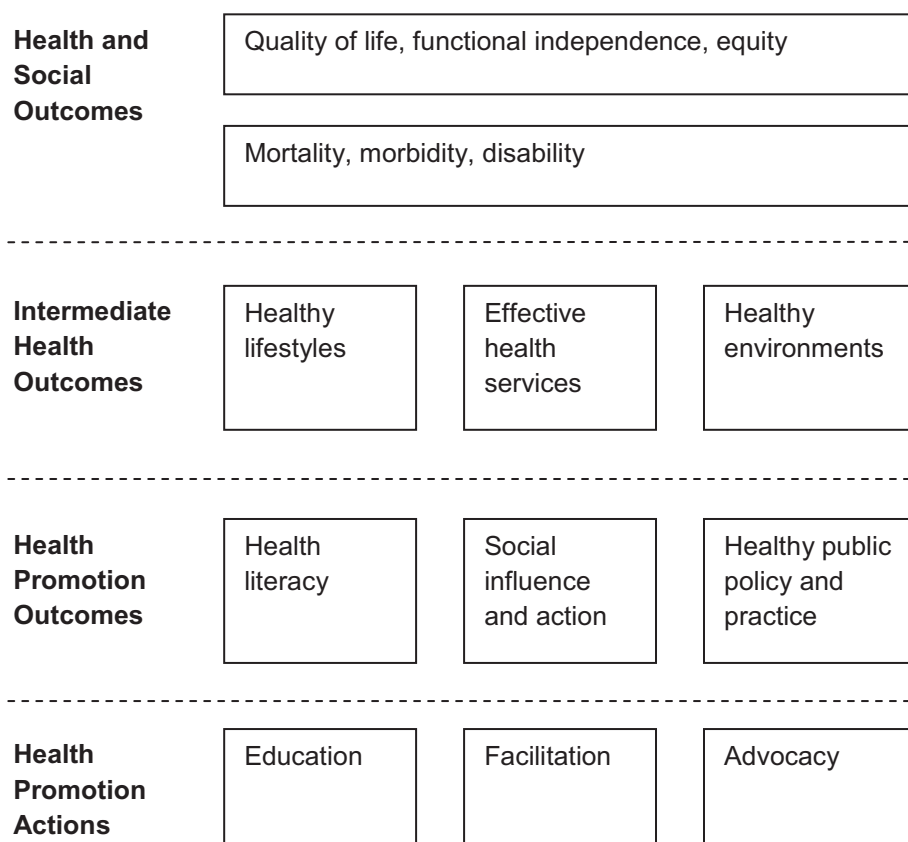 Health and
Social
Outcomes
Quality of life, functional independence, equity
Mortality, morbidity, disability
Intermediate
Health
Outcomes
Healthy
lifestyles
Effective
health
services
Healthy
environments
Health
Promotion
Outcomes
Health
literacy
Social
influence
and action
Healthy public
policy and
practice
Health
Promotion
Actions
Education
Facilitation
Advocacy